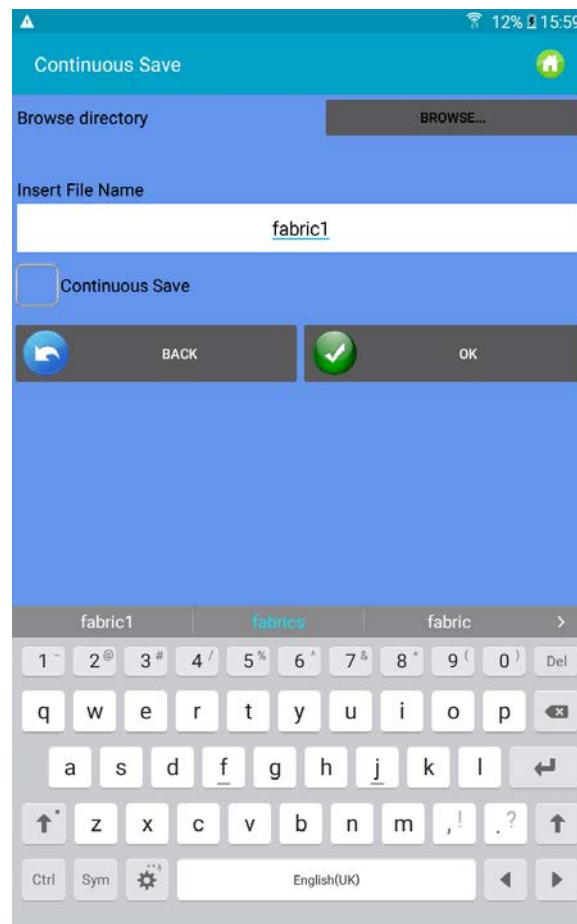 12% 15:59
Continuous Save
Browse directory BROWSE...
Insert File Name
fabric1
Continuous Save
BACK OK
fabric1 fabrics fabric >
1 - 2 @ 3 # 4 / 5 % 6 ^ 7 & 8 * 9 ( 0 ) Del
q w e r t y u i o p
a s d f g h j k l
z x c v b n m , ! . ?
Ctrl Sym English(UK)